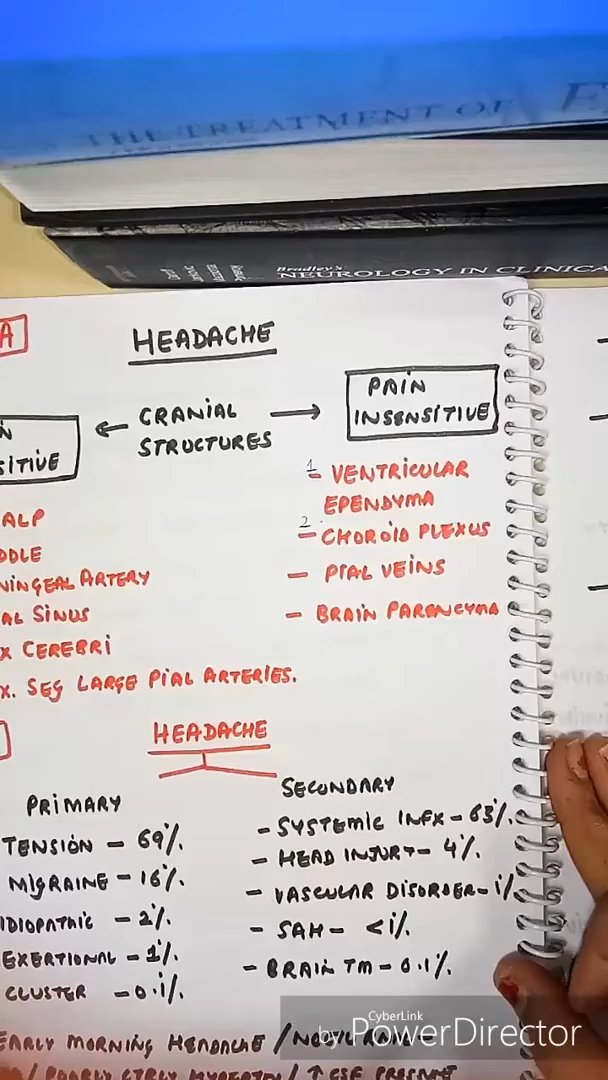 THE TREATMENT OF E
Bradley's
NEUROLOGY IN CLINICA
A
HEADACHE
N
SITIVE
← CRANIAL →
STRUCTURES
PAIN
INSENSITIVE
1
- VENTRICULAR
EPENDYMA
2
- CHOROID PLEXUS
- PIAL VEINS
- BRAIN PARANCYMA
ALP
DDLE
NINGEAL ARTERY
AL SINUS
X CEREBRI
X. SEG LARGE PIAL ARTERIES.
HEADACHE
PRIMARY
TENSION - 69%.
MIGRAINE - 16%.
IDIOPATHIC - 2%.
EXERTIONAL - 1%.
CLUSTER - 0.1%.
SECONDARY
- SYSTEMIC INFX - 63%.
- HEAD INJURY - 4%.
- VASCULAR DISORDER - 1%
- SAH - <1%.
- BRAIN TM - 0.1%.
EARLY MORNING HEADACHE /
CyberLink
by PowerDirector